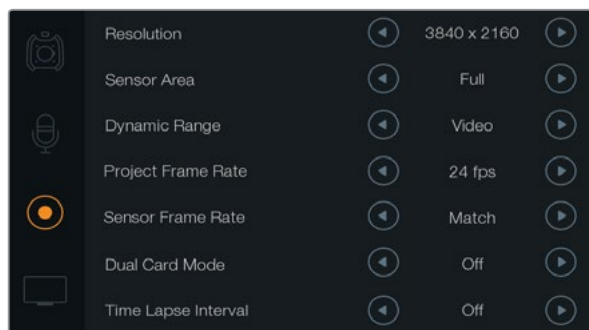 Resolution 3840 x 2160
Sensor Area Full
Dynamic Range Video
Project Frame Rate 24 fps
Sensor Frame Rate Match
Dual Card Mode Off
Time Lapse Interval Off